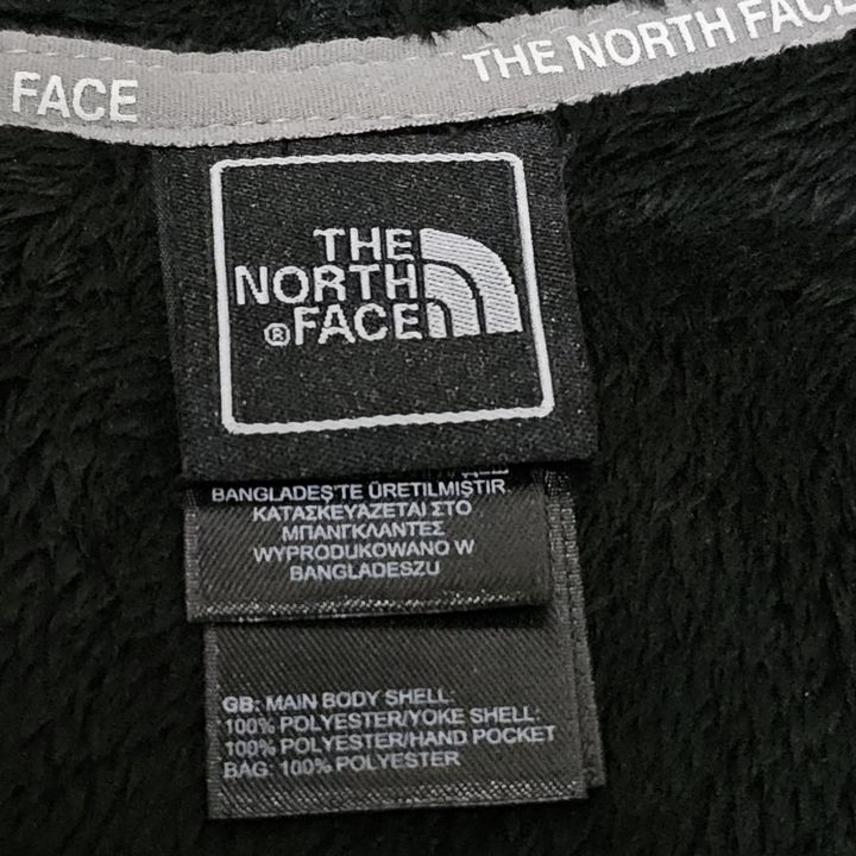 FACE
THE NORTH FACE
THE
NORTH
® FACE
BANGLADEŞ'TE ÜRETILMIŞTIR
ΚΑΤΑΣΚΕΥΑΖΕΤΑΙ ΣΤΟ
ΜΠΑΝΓΚΛΑΝΤΕΣ
WYPRODUKOWANO W
BANGLADESZU
GB: MAIN BODY SHELL:
100% POLYESTER/YOKE SHELL:
100% POLYESTER/HAND POCKET
BAG: 100% POLYESTER